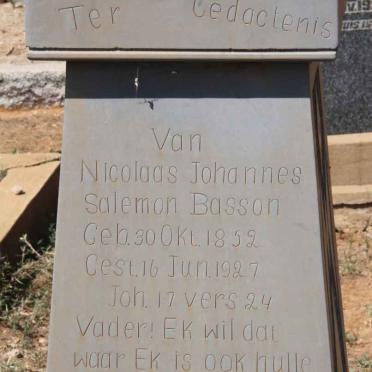 Ter Gedagtenis
Van
Nicolaas Johannes
Salemon Basson
Geb. 30 Okt. 1852
Gest. 16 Jun. 1927
Joh. 17 vers 24
Vader! Ek wil dat
waar Ek is ook hulle